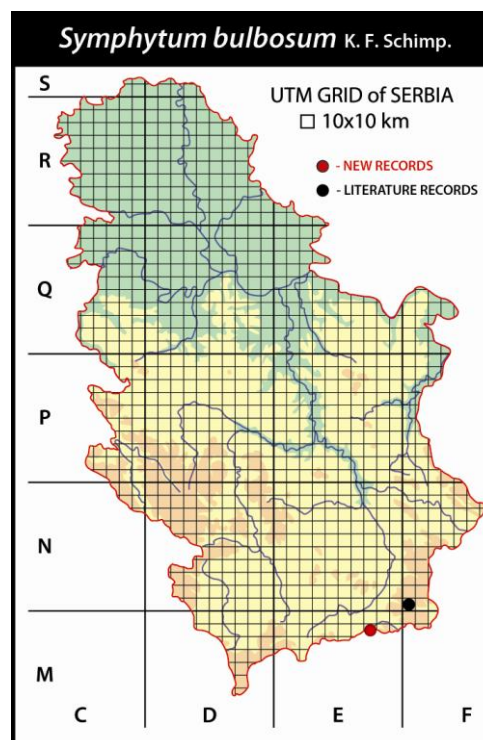 Symphytum bulbosum K. F. Schimp.
S
UTM GRID of SERBIA
10x10 km
R
- NEW RECORDS
- LITERATURE RECORDS
Q
P
N
M
C D E F